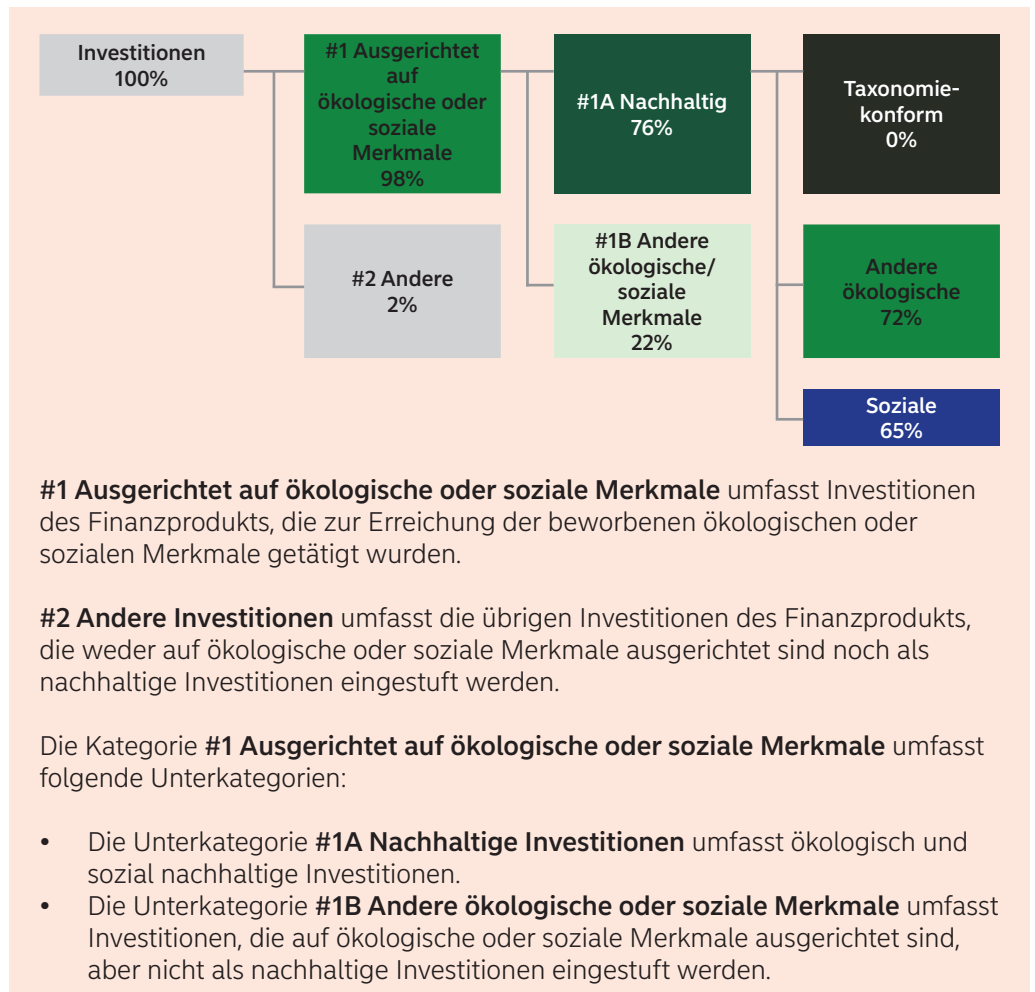 Investitionen
100%
#1 Ausgerichtet
auf
ökologische oder
soziale
Merkmale
98%
#1A Nachhaltig
76%
Taxonomie-
konform
0%
#2 Andere
2%
#1B Andere
ökologische/
soziale
Merkmale
22%
Andere
ökologische
72%
Soziale
65%
#1 Ausgerichtet auf ökologische oder soziale Merkmale umfasst Investitionen
des Finanzprodukts, die zur Erreichung der beworbenen ökologischen oder
sozialen Merkmale getätigt wurden.
#2 Andere Investitionen umfasst die übrigen Investitionen des Finanzprodukts,
die weder auf ökologische oder soziale Merkmale ausgerichtet sind noch als
nachhaltige Investitionen eingestuft werden.
Die Kategorie #1 Ausgerichtet auf ökologische oder soziale Merkmale umfasst
folgende Unterkategorien:
• Die Unterkategorie #1A Nachhaltige Investitionen umfasst ökologisch und
sozial nachhaltige Investitionen.
• Die Unterkategorie #1B Andere ökologische oder soziale Merkmale umfasst
Investitionen, die auf ökologische oder soziale Merkmale ausgerichtet sind,
aber nicht als nachhaltige Investitionen eingestuft werden.